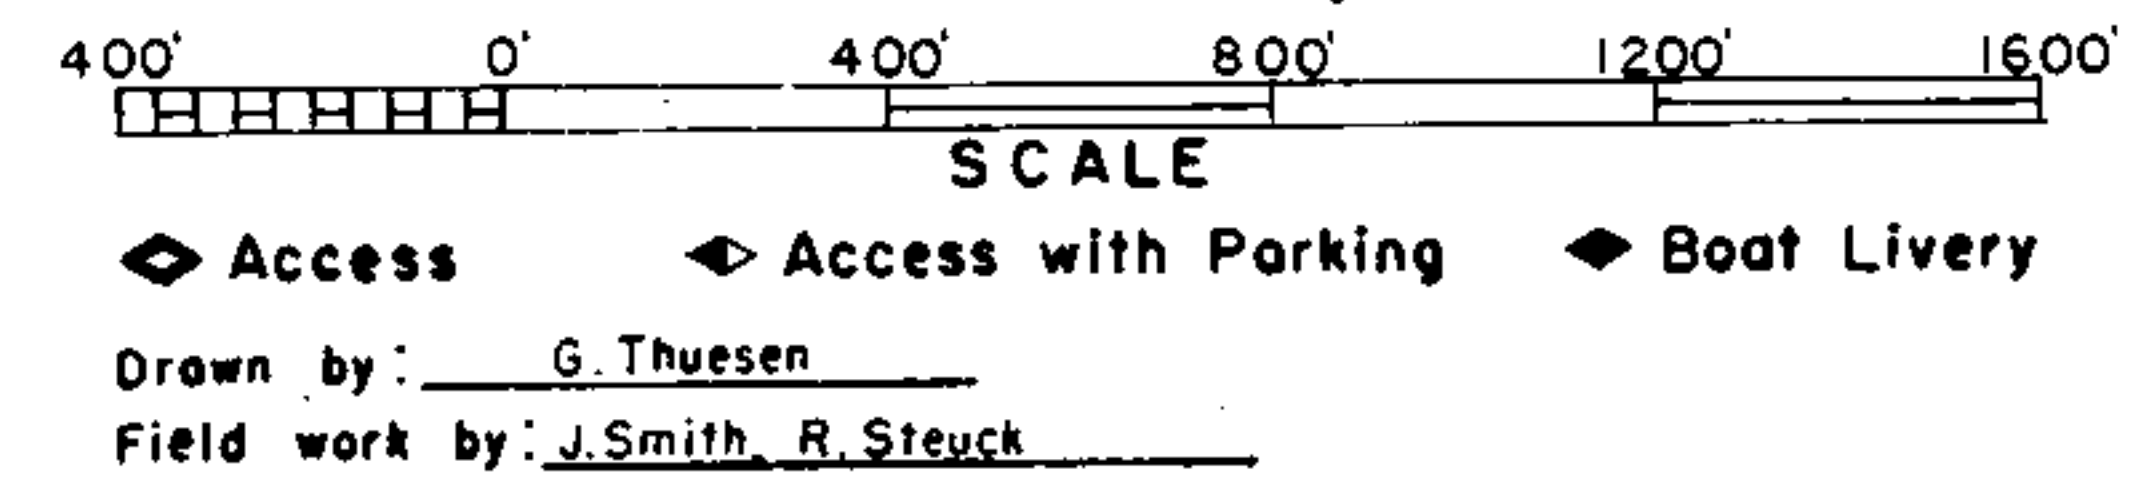 400' 0' 400' 800' 1200' 1600'
SCALE
Access Access with Parking Boat Livery
Drawn by: G. Thuesen
Field work by: J. Smith, R. Steuck